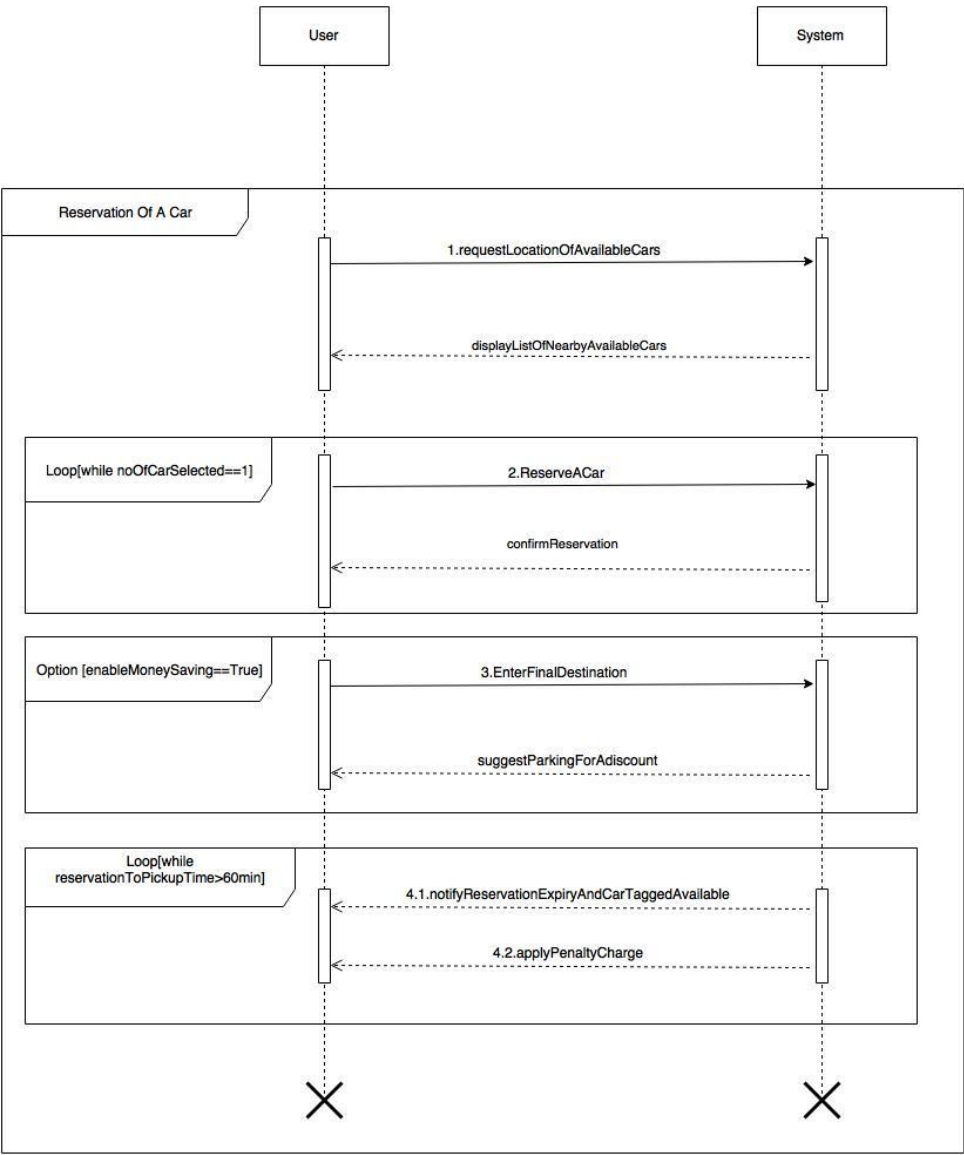 User
System
Reservation Of A Car
1.requestLocationOfAvailableCars
displayListOfNearbyAvailableCars
Loop[while noOfCarSelected==1]
2.ReserveACar
confirmReservation
Option [enableMoneySaving==True]
3.EnterFinalDestination
suggestParkingForAdiscount
Loop[while
reservationToPickupTime>60min]
4.1.notifyReservationExpiryAndCarTaggedAvailable
4.2.applyPenaltyCharge